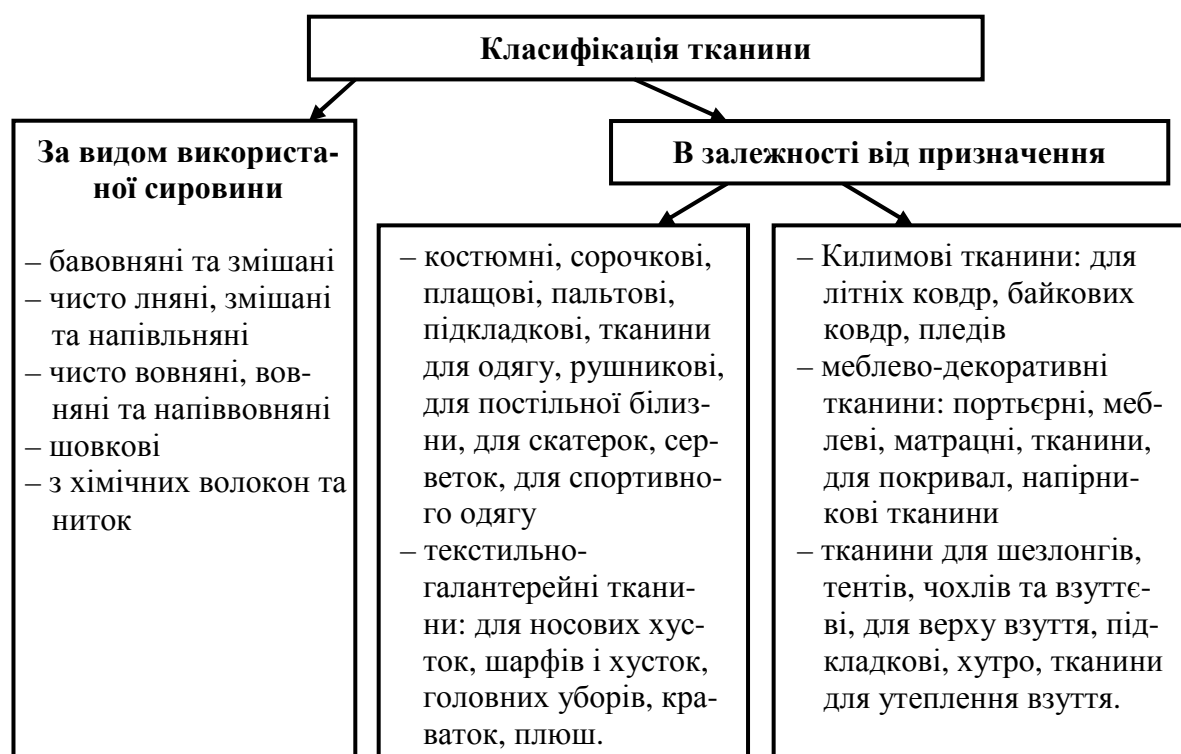 Класифікація тканини
За видом використа-
ної сировини
– бавовняні та змішані
– чисто лняні, змішані
та напівльняні
– чисто вовняні, вов-
няні та напіввовняні
– шовкові
– з хімічних волокон та
ниток
В залежності від призначення
– костюмні, сорочкові,
плащові, пальтові,
підкладкові, тканини
для одягу, рушникові,
для постільної білиз-
ни, для скатерок, сер-
веток, для спортивно-
го одягу
– текстильно-
галантерейні ткани-
ни: для носових хус-
ток, шарфів і хусток,
головних уборів, кра-
ваток, плюш.
– Килимові тканини: для
літніх ковдр, байкових
ковдр, пледів
– меблево-декоративні
тканини: портьєрні, меб-
леві, матрацні, тканини,
для покривал, напірни-
кові тканини
– тканини для шезлонгів,
тентів, чохлів та взуттє-
ві, для верху взуття, під-
кладкові, хутро, тканини
для утеплення взуття.